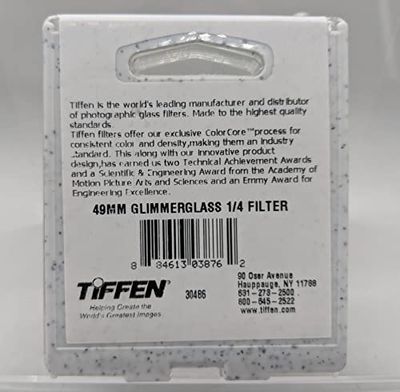 Tiffen is the world's leading manufacturer and distributor
of photographic glass filters. Made to the highest quality
standards.
Tiffen filters offer our exclusive ColorCore™process for
consistent color and density,making them an industry
standard. This along with our innovative product
design,has earned us two Technical Achievement Awards
and a Scientific & Engineering Award from the Academy of
Motion Picture Arts and Sciences and an Emmy Award for
Engineering Excellence.
49MM GLIMMERGLASS 1/4 FILTER
8 84613 03876 2
TIFFEN®
Helping Create the
World's Greatest Images
30486
90 Oser Avenue
Hauppauge, NY 11788
631-273-2500
800-645-2522
www.tiffen.com